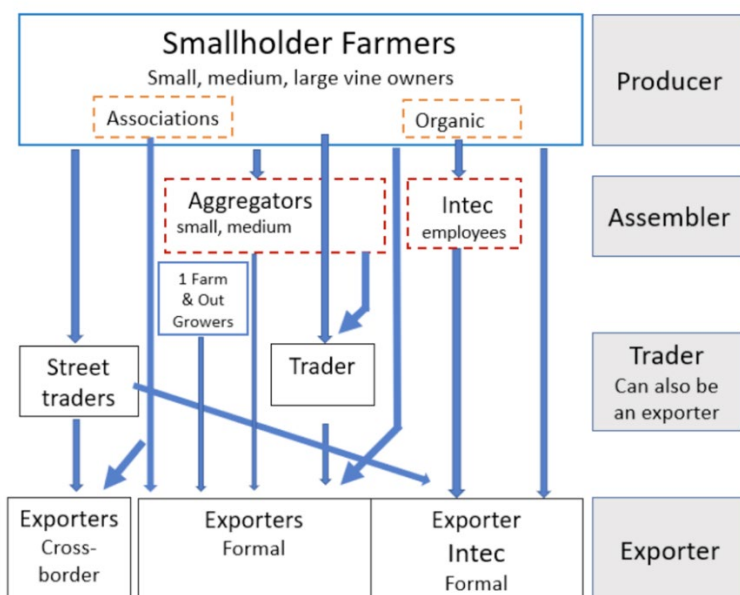 Smallholder Farmers
Small, medium, large vine owners
Associations
Organic
Producer
Aggregators
small, medium
Intec
employees
Assembler
1 Farm
& Out
Growers
Street
traders
Trader
Trader
Can also be
an exporter
Exporters
Cross-
border
Exporters
Formal
Exporter
Intec
Formal
Exporter